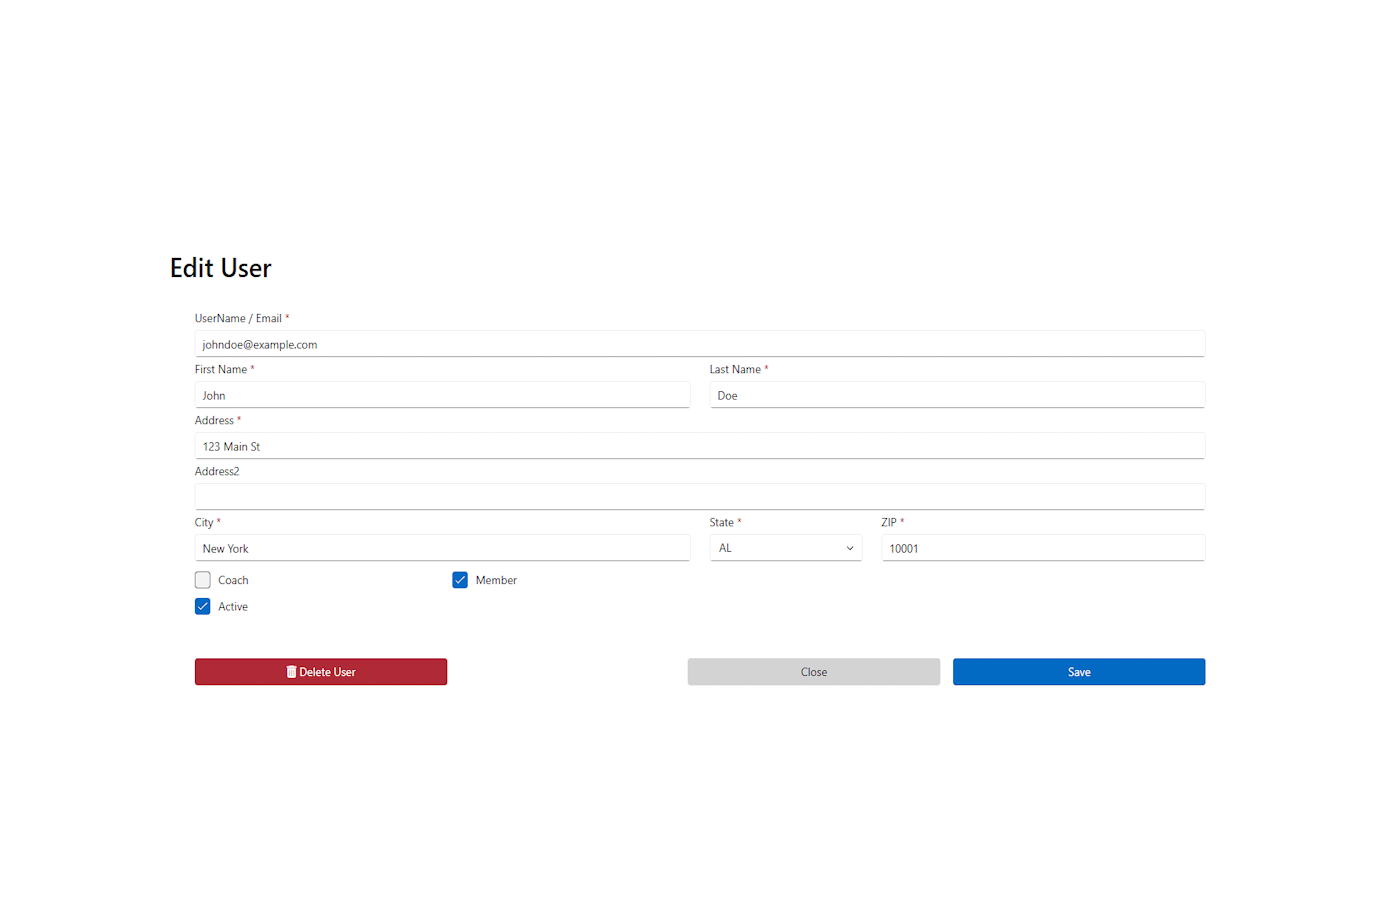 Edit User
UserName / Email *
johndoe@example.com
First Name * Last Name *
John Doe
Address *
123 Main St
Address2
City * State * ZIP *
New York AL 10001
Coach Member
Active
Delete User Close Save